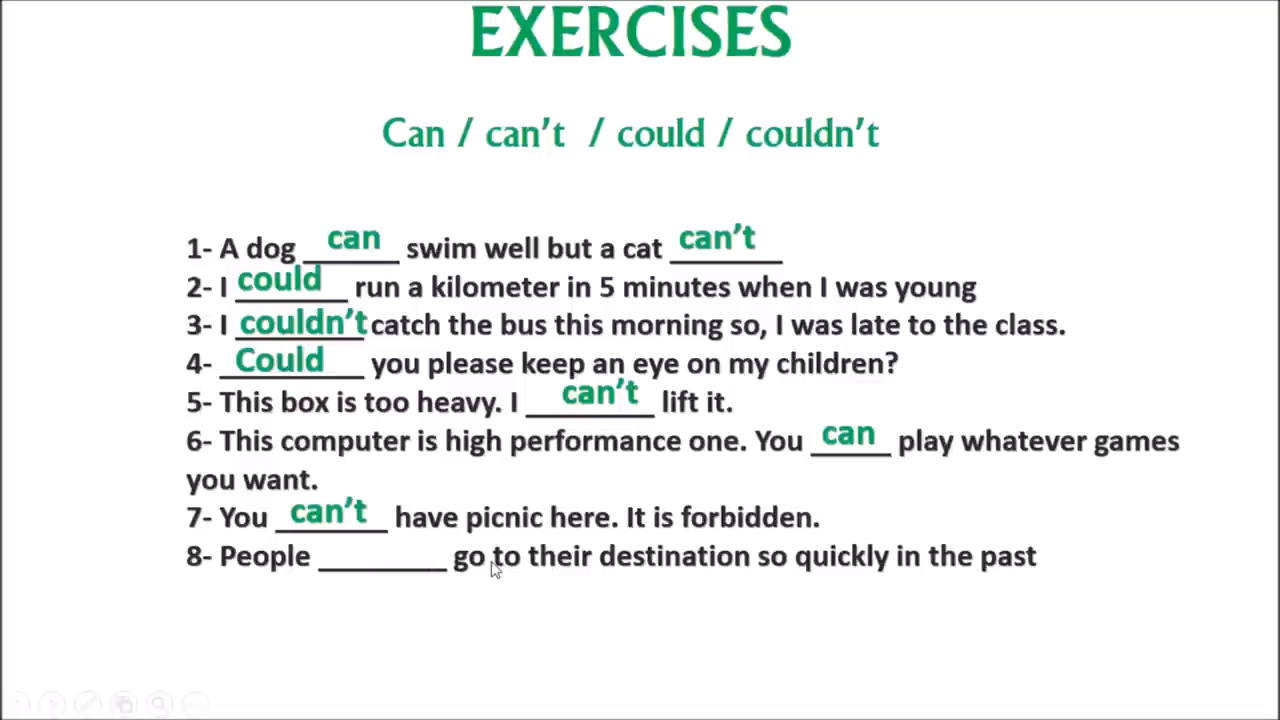 EXERCISES
Can / can't / could / couldn't
1- A dog can swim well but a cat can't
2- I could run a kilometer in 5 minutes when I was young
3- I couldn't catch the bus this morning so, I was late to the class.
4- Could you please keep an eye on my children?
5- This box is too heavy. I can't lift it.
6- This computer is high performance one. You can play whatever games
you want.
7- You can't have picnic here. It is forbidden.
8- People ________ go to their destination so quickly in the past